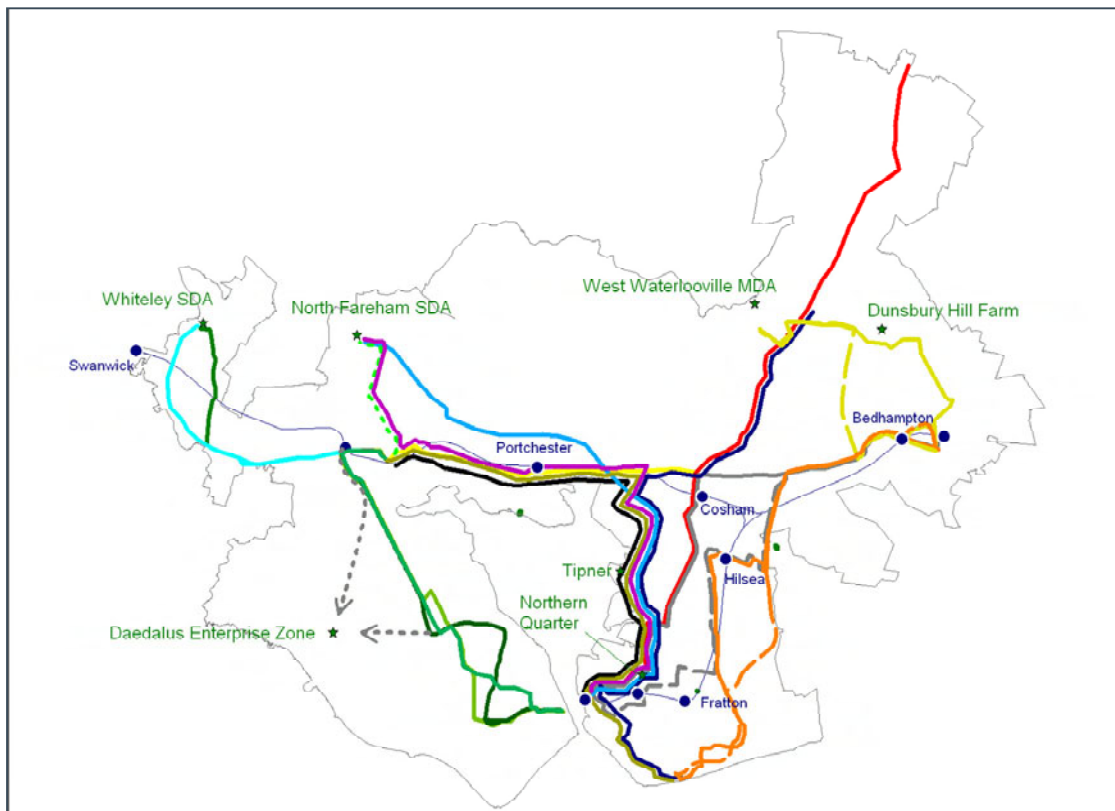 West Waterlooville MDA
Whiteley SDA
North Fareham SDA
Dunsbury Hill Farm
Swanwick
Bedhampton
Portchester
Cosham
Tipner
Hilsea
Northern
Quarter
Daedalus Enterprise Zone
Fratton